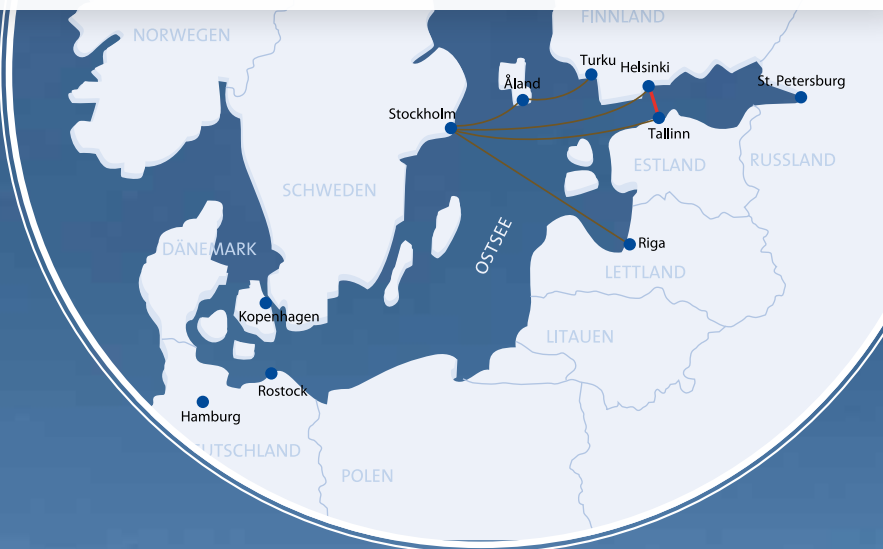 FINNLAND
NORWEGEN
Turku
Helsinki
Åland
St. Petersburg
Stockholm
Tallinn
ESTLAND
RUSSLAND
SCHWEDEN
OSTSEE
DÄNEMARK
Riga
LETTLAND
Kopenhagen
LITAUEN
Rostock
Hamburg
UTSCHLAND
POLEN